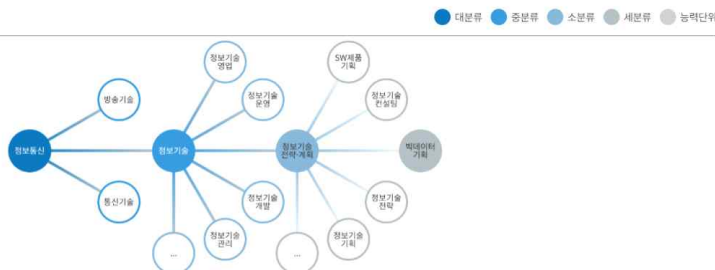 대분류
중분류
소분류
세분류
능력단위
정보기술
영업
SW제품
기획
방송기술
정보기술
운영
정보기술
컨설팅
정보통신
정보기술
정보기술
전략·계획
빅데이터
기획
통신기술
정보기술
개발
정보기술
전략
정보기술
관리
정보기술
기획
...
...